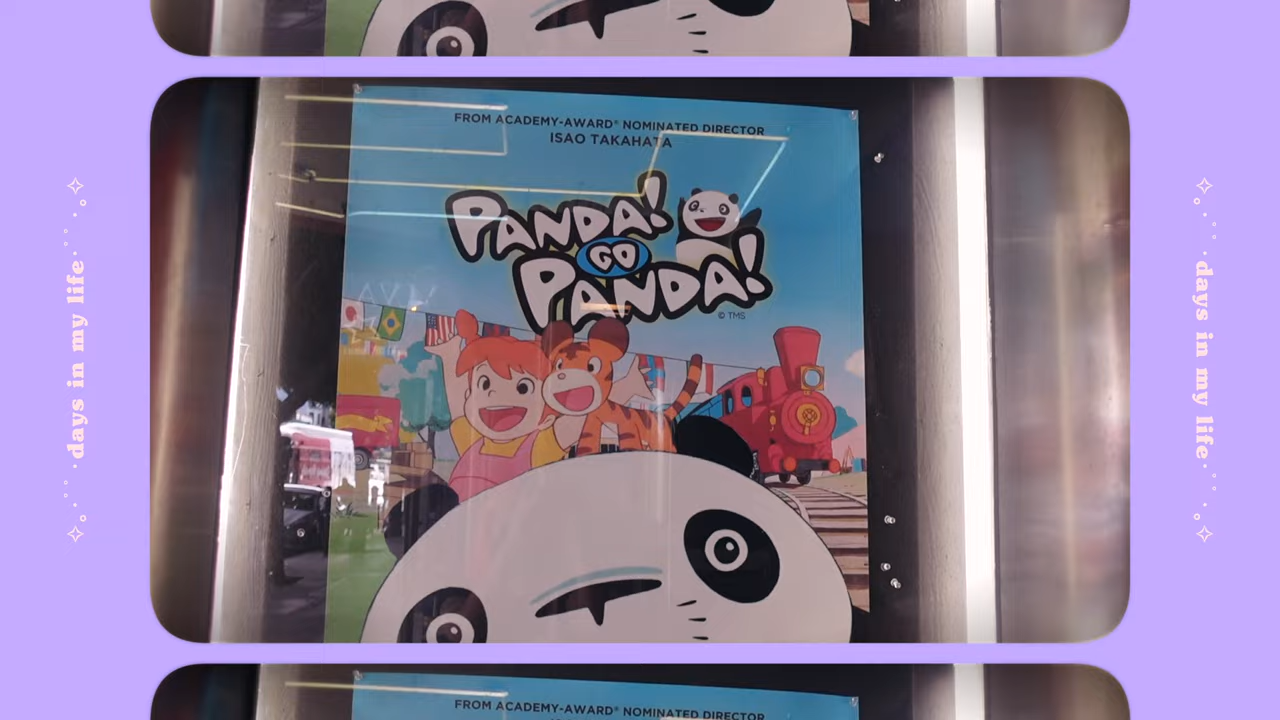 days in my life
FROM ACADEMY-AWARD® NOMINATED DIRECTOR
ISAO TAKAHATA
PANDA!
GO
PANDA!
© TMS
FROM ACADEMY-AWARD® NOMINATED DIRECTOR
days in my life